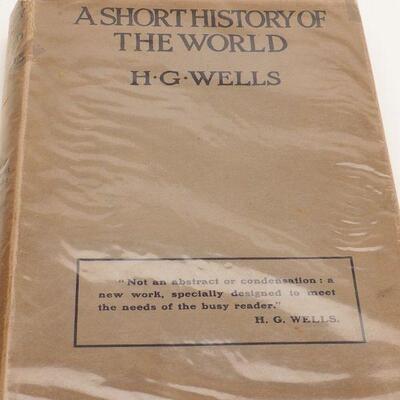 A SHORT HISTORY OF
THE WORLD
H·G·WELLS
"Not an abstract or condensation: a
new work, specially designed to meet
the needs of the busy reader."
H. G. WELLS.